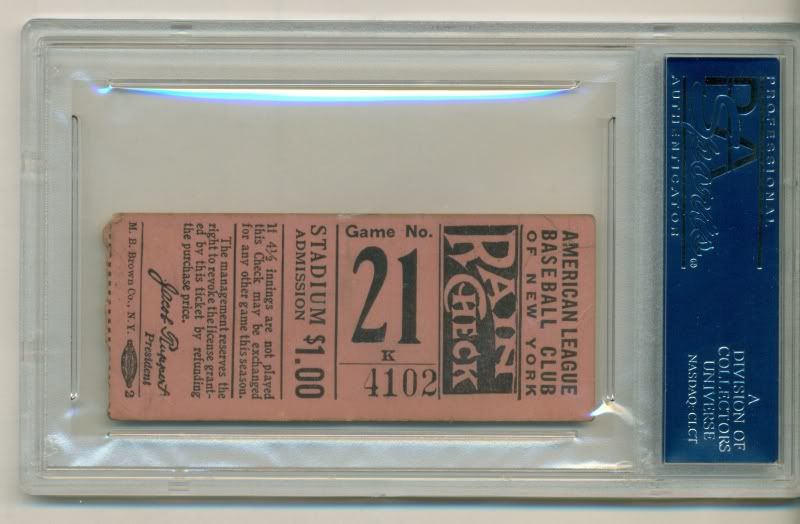 AMERICAN LEAGUE
BASEBALL CLUB
OF NEW YORK
RAIN
CHECK
Game No.
21
K
4102
STADIUM $1.00
ADMISSION
If 4½ innings are not played
this Check may be exchanged
for any other game this season.
The management reserves the
right to revoke the license grant-
ed by this ticket by refunding
the purchase price.
Jacob Ruppert
President
M. B. Brown Co., N. Y.
2
PROFESSIONAL
PSA
Sports
AUTHENTICATOR
A
DIVISION OF
COLLECTORS
UNIVERSE
NASDAQ: CLCT